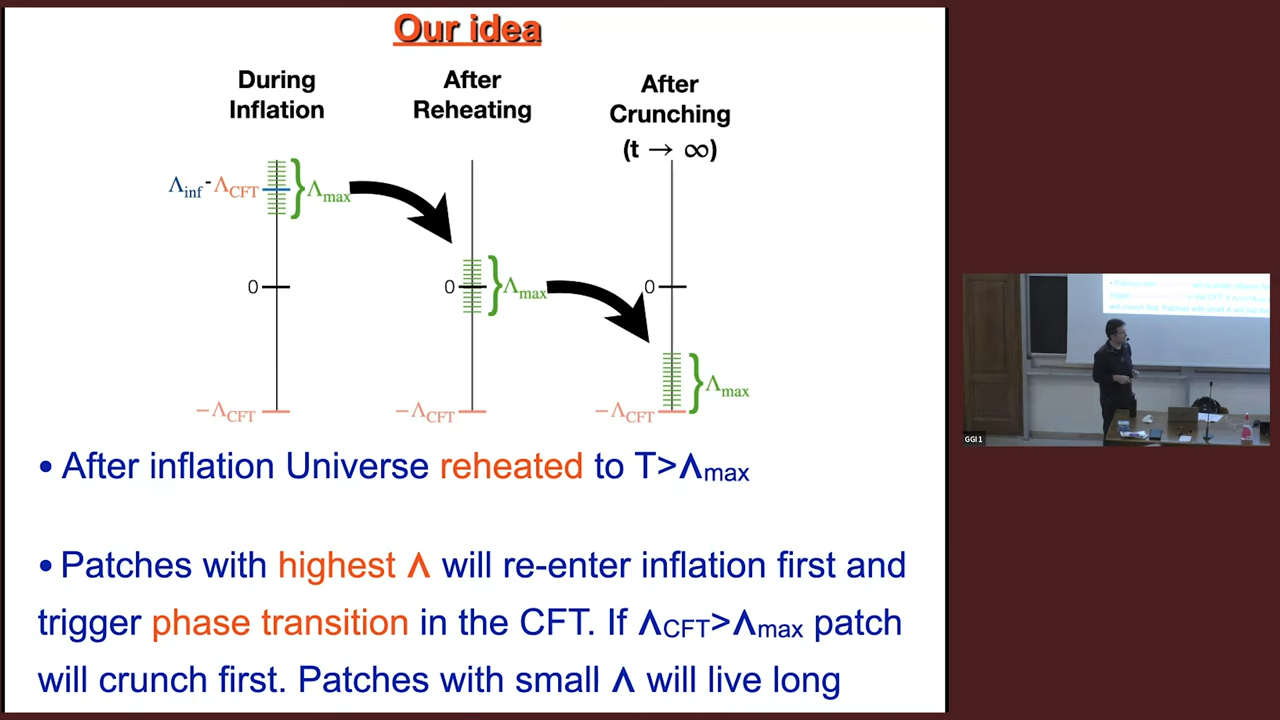 Our idea
During
Inflation
After
Reheating
After
Crunching
(t → ∞)
Λinf - ΛCFT
Λmax
0
−ΛCFT
0
Λmax
−ΛCFT
0
Λmax
−ΛCFT
• After inflation Universe reheated to T>Λmax
• Patches with highest Λ will re-enter inflation first and
trigger phase transition in the CFT. If ΛCFT>Λmax patch
will crunch first. Patches with small Λ will live long
GGI 1